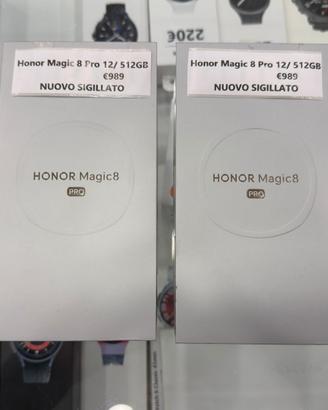 220€
Honor Magic 8 Pro 12/ 512GB
€989
NUOVO SIGILLATO
Honor Magic 8 Pro 12/ 512GB
€989
NUOVO SIGILLATO
HONOR Magic8
PRO
HONOR Magic8
PRO